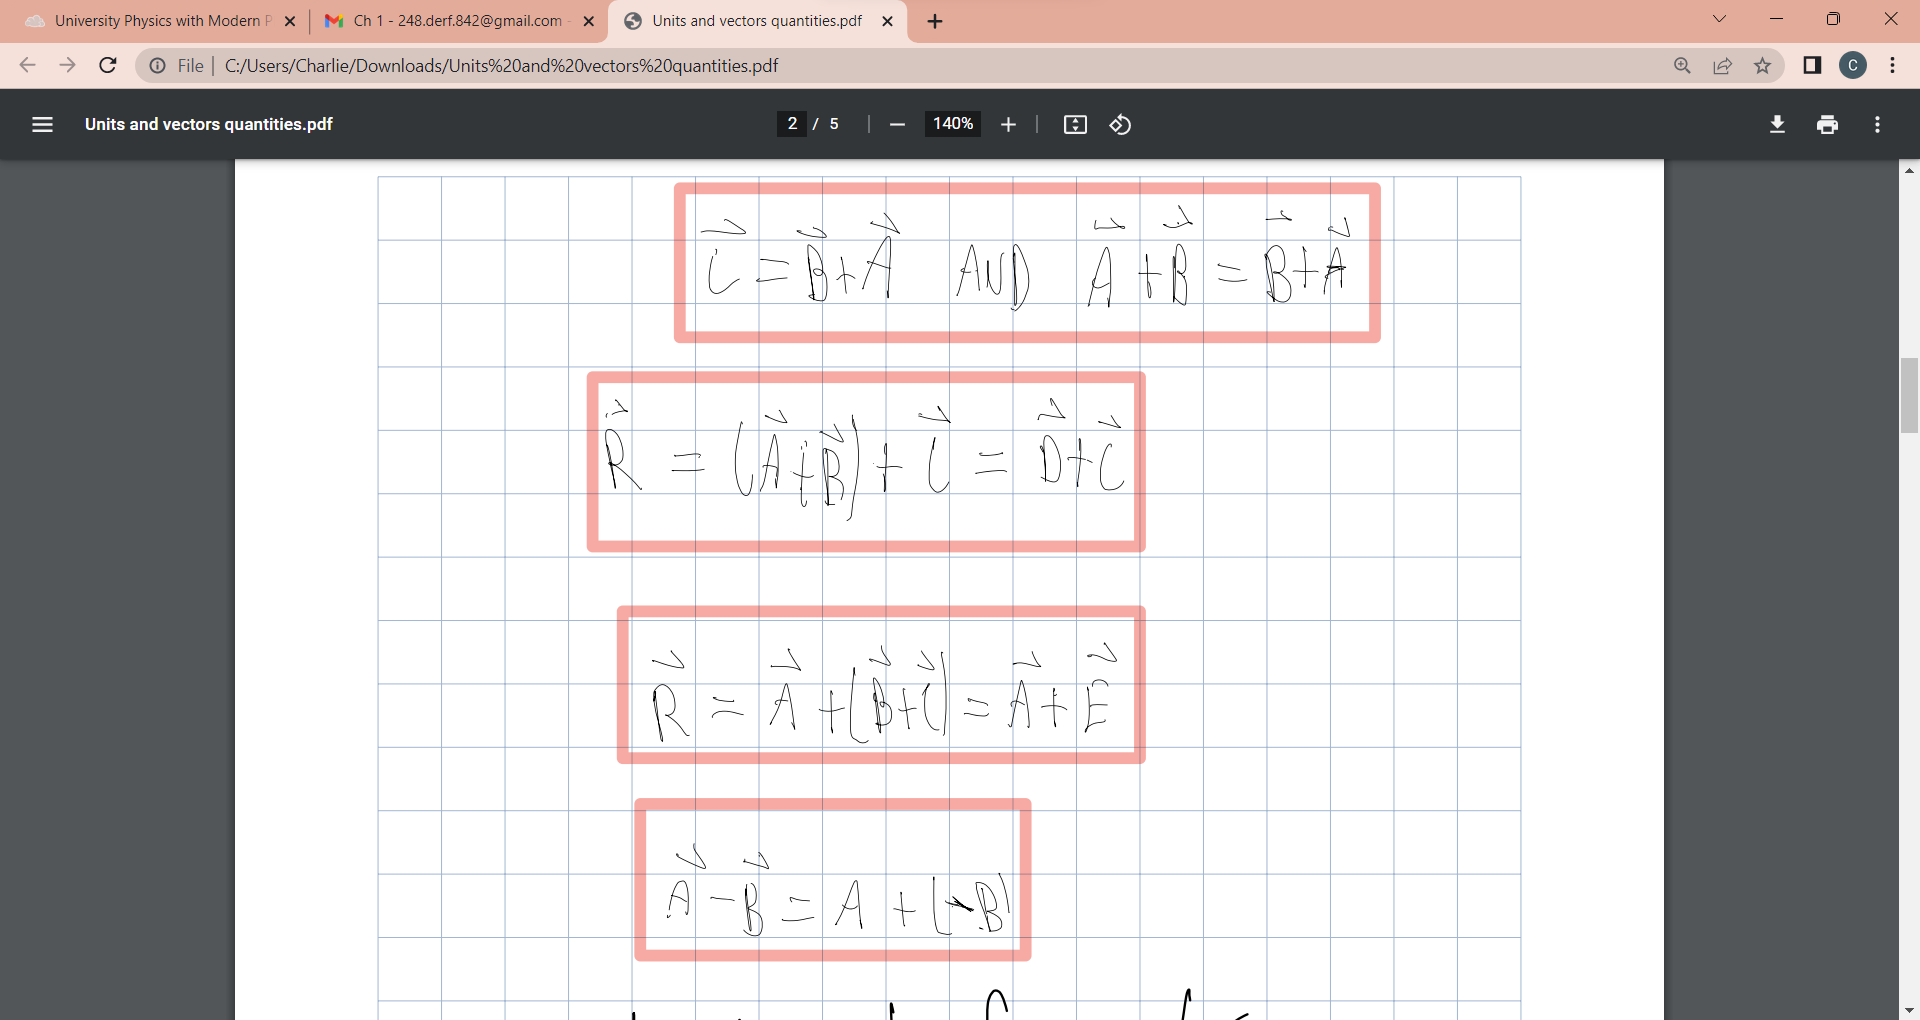 University Physics with Modern P
Ch 1 - 248.derf.842@gmail.com -
Units and vectors quantities.pdf
File | C:/Users/Charlie/Downloads/Units%20and%20vectors%20quantities.pdf
C
Units and vectors quantities.pdf
2 / 5
140%
C⃗ = B⃗ + A⃗ AND A⃗ + B⃗ = B⃗ + A⃗
R⃗ = (A⃗ + B⃗) + C⃗ = D⃗ + C⃗
R⃗ = A⃗ + (B⃗ + C⃗) = A⃗ + E⃗
A⃗ - B⃗ = A + (-B)